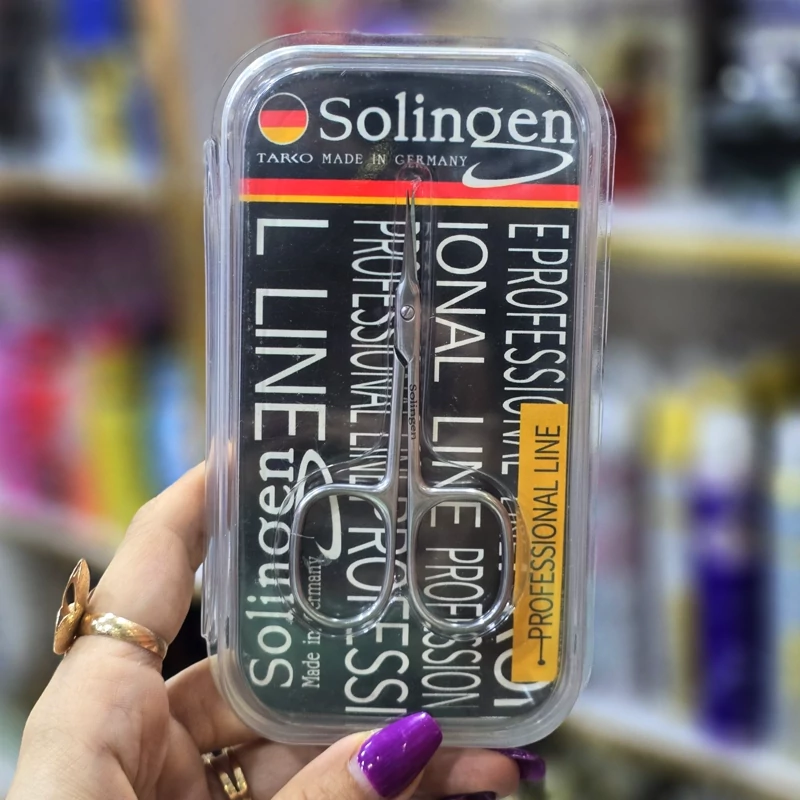 Solingen
TARKO MADE IN GERMANY
EPROFESSIONAL
IONAL LINE PROFESSION
PROFESSIONAL LINE PROFESSI
L LINE
Solingen
Made in Germany
Solingen
PROFESSIONAL LINE